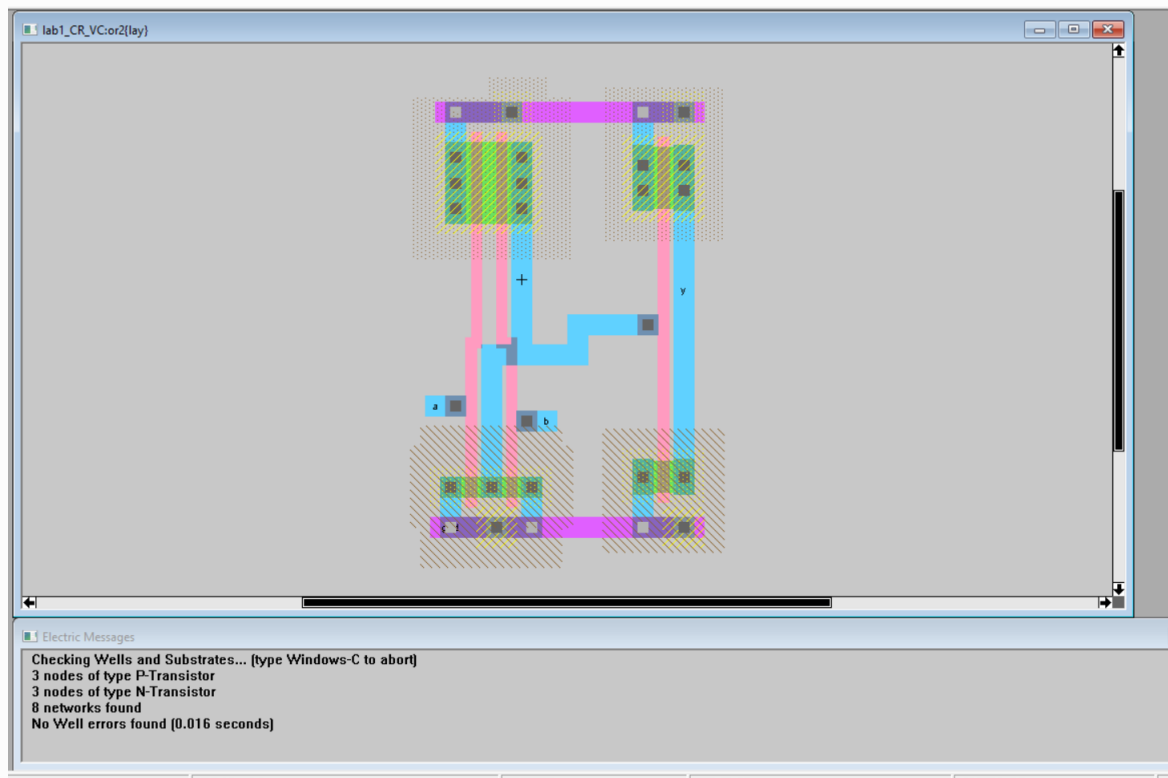 lab1_CR_VC:or2{lay}
y
a
b
Electric Messages
Checking Wells and Substrates... (type Windows-C to abort)
3 nodes of type P-Transistor
3 nodes of type N-Transistor
8 networks found
No Well errors found (0.016 seconds)